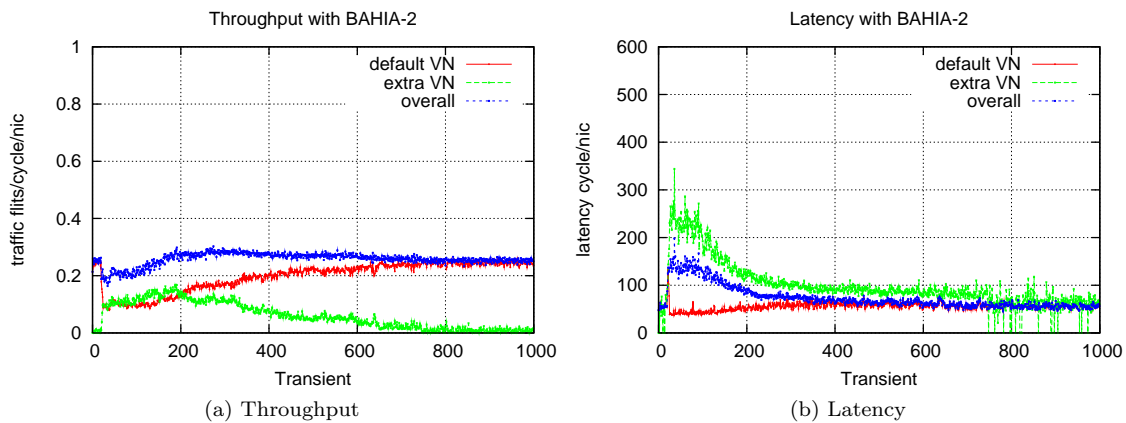 Throughput with BAHIA-2
1
0.8
0.6
0.4
0.2
0
traffic flits/cycle/nic
default VN
extra VN
overall
0 200 400 600 800 1000
Transient
(a) Throughput
Latency with BAHIA-2
600
500
400
300
200
100
0
latency cycle/nic
default VN
extra VN
overall
0 200 400 600 800 1000
Transient
(b) Latency